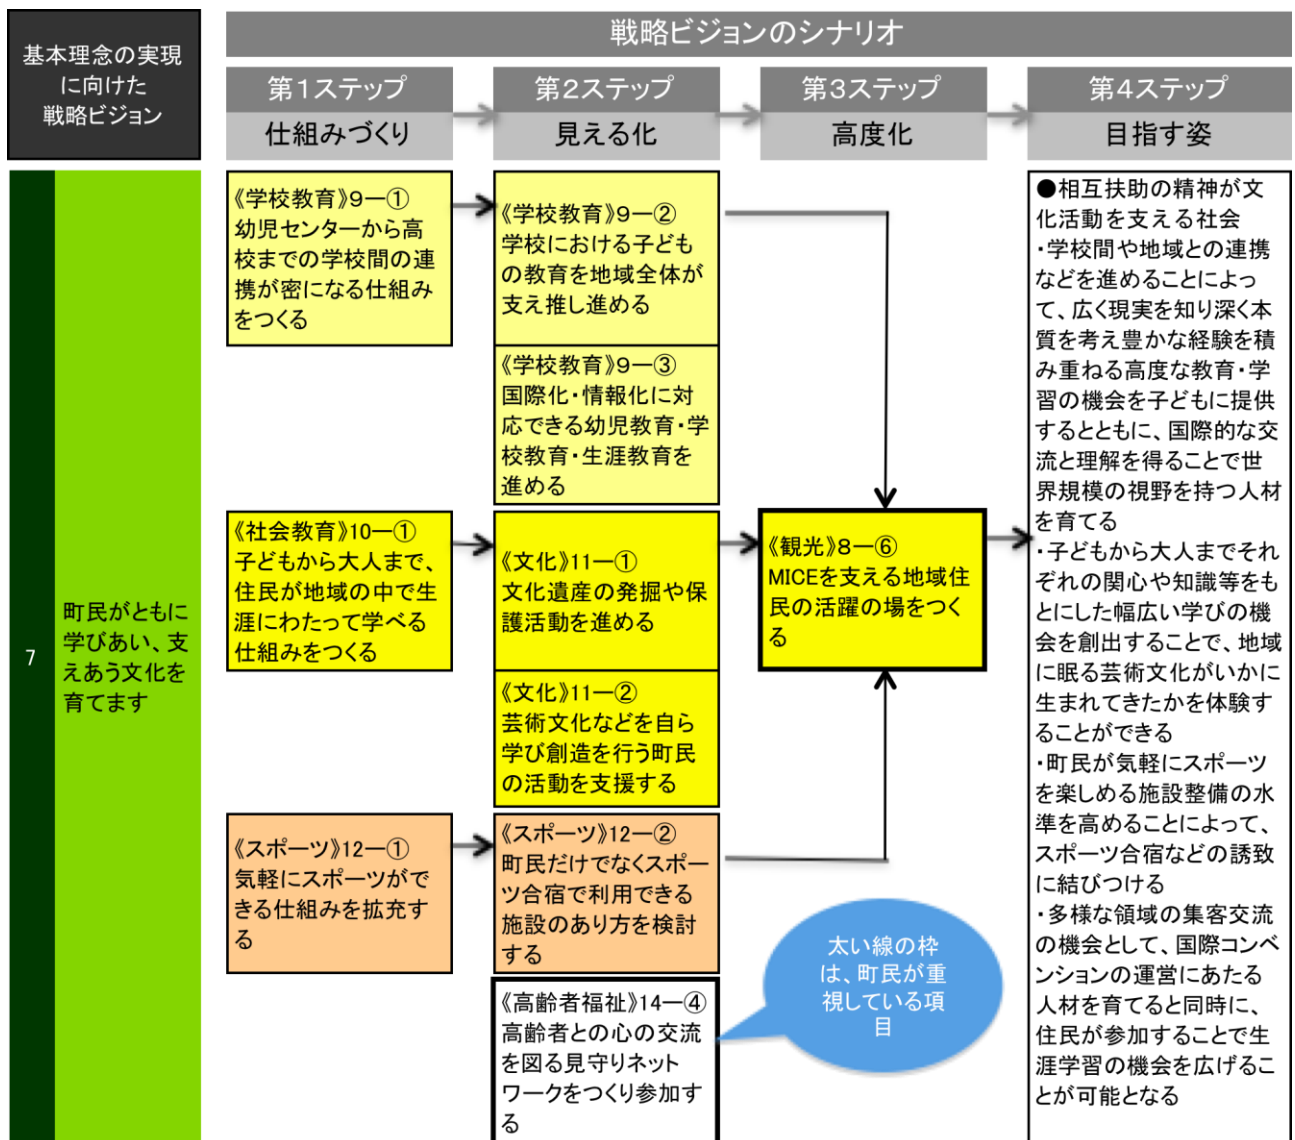 基本理念の実現
に向けた
戦略ビジョン
戦略ビジョンのシナリオ
第1ステップ
仕組みづくり
第2ステップ
見える化
第3ステップ
高度化
第4ステップ
目指す姿
7
町民がともに
学びあい、支
えあう文化を
育てます
《学校教育》9―①
幼児センターから高
校までの学校間の連
携が密になる仕組み
をつくる
《学校教育》9―②
学校における子ども
の教育を地域全体が
支え推し進める
《学校教育》9―③
国際化・情報化に対
応できる幼児教育・学
校教育・生涯教育を
進める
《社会教育》10―①
子どもから大人まで、
住民が地域の中で生
涯にわたって学べる
仕組みをつくる
《文化》11―①
文化遺産の発掘や保
護活動を進める
《文化》11―②
芸術文化などを自ら
学び創造を行う町民
の活動を支援する
《観光》8―⑥
MICEを支える地域住
民の活躍の場をつく
る
《スポーツ》12―①
気軽にスポーツがで
きる仕組みを拡充す
る
《スポーツ》12―②
町民だけでなくスポー
ツ合宿で利用できる
施設のあり方を検討
する
《高齢者福祉》14―④
高齢者との心の交流
を図る見守りネット
ワークをつくり参加す
る
太い線の枠
は、町民が重
視している項
目
●相互扶助の精神が文
化活動を支える社会
・学校間や地域との連携
などを進めることによっ
て、広く現実を知り深く本
質を考え豊かな経験を積
み重ねる高度な教育・学
習の機会を子どもに提供
するとともに、国際的な交
流と理解を得ることで世
界規模の視野を持つ人材
を育てる
・子どもから大人までそれ
ぞれの関心や知識等をも
とにした幅広い学びの機
会を創出することで、地域
に眠る芸術文化がいかに
生まれてきたかを体験す
ることができる
・町民が気軽にスポーツ
を楽しめる施設整備の水
準を高めることによって、
スポーツ合宿などの誘致
に結びつける
・多様な領域の集客交流
の機会として、国際コンベ
ンションの運営にあたる
人材を育てると同時に、
住民が参加することで生
涯学習の機会を広げるこ
とが可能となる